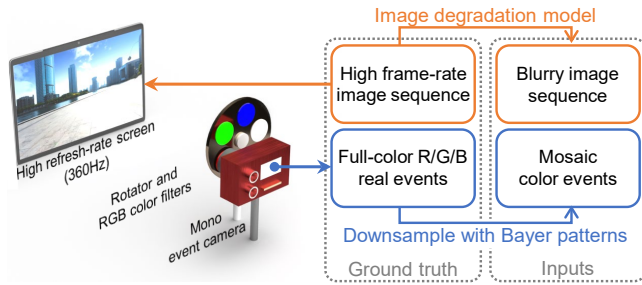 Image degradation model
High frame-rate
image sequence
Blurry image
sequence
High refresh-rate screen
(360Hz)
Rotator and
RGB color filters
Mono
event camera
Full-color R/G/B
real events
Mosaic
color events
Downsample with Bayer patterns
Ground truth
Inputs